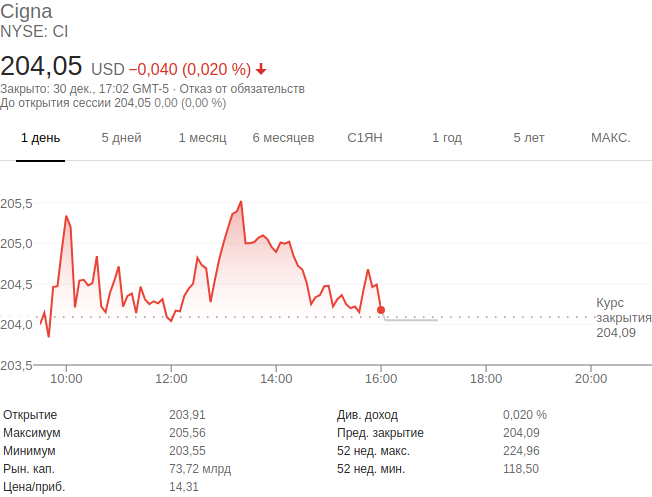 Cigna
NYSE: CI
204,05 USD −0,040 (0,020 %)
Закрыто: 30 дек., 17:02 GMT-5 · Отказ от обязательств
До открытия сессии 204,05 0,00 (0,00 %)
1 день 5 дней 1 месяц 6 месяцев С1ЯН 1 год 5 лет МАКС.
205,5
205,0
204,5
204,0
203,5
Курс
закрытия
204,09
10:00 12:00 14:00 16:00 18:00 20:00
Открытие 203,91 Див. доход 0,020 %
Максимум 205,56 Пред. закрытие 204,09
Минимум 203,55 52 нед. макс. 224,96
Рын. кап. 73,72 млрд 52 нед. мин. 118,50
Цена/приб. 14,31